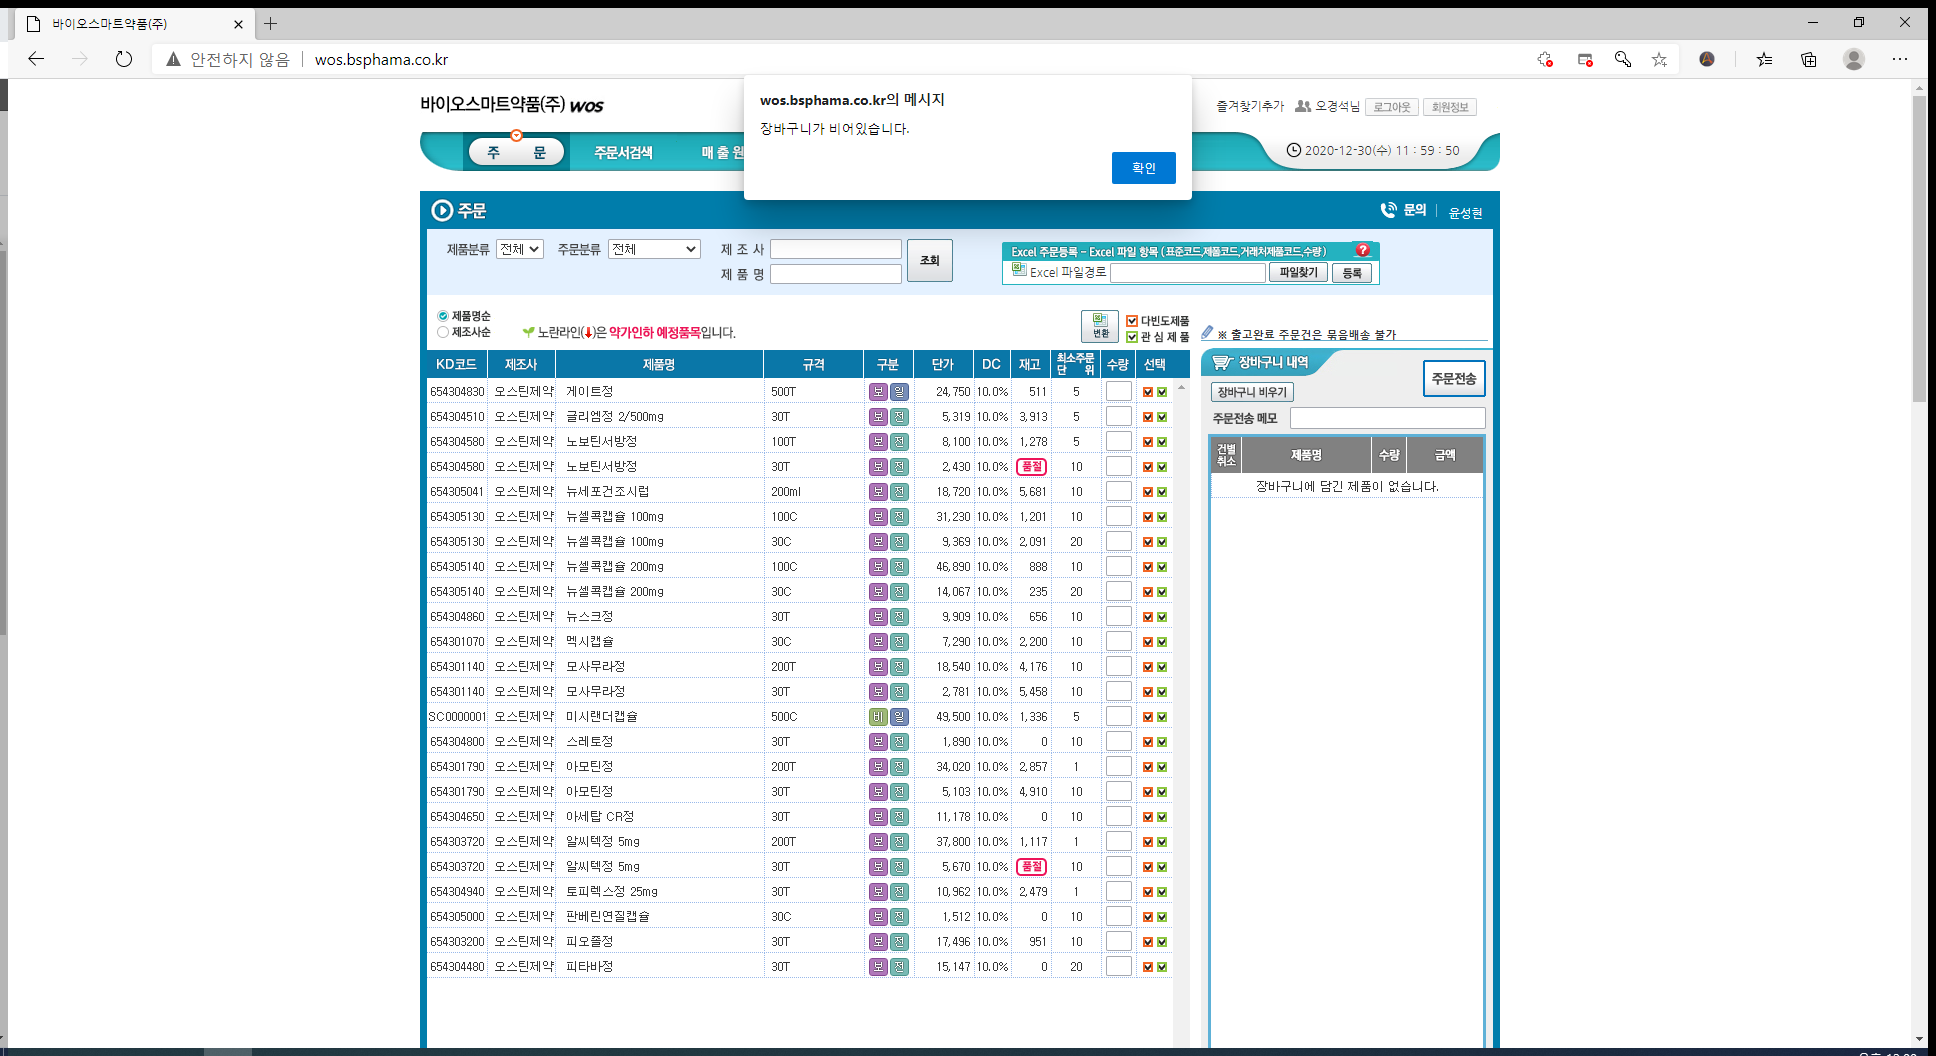 바이오스마트약품(주)
안전하지 않음 wos.bsphama.co.kr
바이오스마트약품(주) wos
wos.bsphama.co.kr의 메시지
장바구니가 비어있습니다.
확인
즐겨찾기추가 오경석님 로그아웃 회원정보
주 문 주문서검색 매 출 원
2020-12-30(수) 11 : 59 : 50
주문
문의 윤성현
제품분류 전체 주문분류 전체 제 조 사
제 품 명
조회
Excel 주문등록 - Excel 파일 항목 (표준코드,제품코드,거래처제품코드,수량) ?
Excel 파일경로 파일찾기 등록
제품명순
제조사순
노란라인(↓)은 약가인하 예정품목입니다.
변환
다빈도제품
관 심 제 품
※ 출고완료 주문건은 묶음배송 불가
KD코드 제조사 제품명 규격 구분 단가 DC 재고 최소주문 단 위 수량 선택
654304830 오스틴제약 게이트정 500T 보 일 24,750 10.0% 511 5
654304510 오스틴제약 글리엠정 2/500mg 30T 보 전 5,319 10.0% 3,913 5
654304580 오스틴제약 노보틴서방정 100T 보 전 8,100 10.0% 1,278 5
654304580 오스틴제약 노보틴서방정 30T 보 전 2,430 10.0% 품절 10
654305041 오스틴제약 뉴세포건조시럽 200ml 보 전 18,720 10.0% 5,681 10
654305130 오스틴제약 뉴셀콕캡슐 100mg 100C 보 전 31,230 10.0% 1,201 10
654305130 오스틴제약 뉴셀콕캡슐 100mg 30C 보 전 9,369 10.0% 2,091 20
654305140 오스틴제약 뉴셀콕캡슐 200mg 100C 보 전 46,890 10.0% 888 10
654305140 오스틴제약 뉴셀콕캡슐 200mg 30C 보 전 14,067 10.0% 235 20
654304860 오스틴제약 뉴스크정 30T 보 전 9,909 10.0% 656 10
654301070 오스틴제약 멕시캡슐 30C 보 전 7,290 10.0% 2,200 10
654301140 오스틴제약 모사무라정 200T 보 전 18,540 10.0% 4,176 10
654301140 오스틴제약 모사무라정 30T 보 전 2,781 10.0% 5,458 10
SC0000001 오스틴제약 미시랜더캡슐 500C 비 일 49,500 10.0% 1,336 5
654304800 오스틴제약 스레토정 30T 보 전 1,890 10.0% 0 10
654301790 오스틴제약 아모틴정 200T 보 전 34,020 10.0% 2,857 1
654301790 오스틴제약 아모틴정 30T 보 전 5,103 10.0% 4,910 10
654304650 오스틴제약 아세탑 CR정 30T 보 전 11,178 10.0% 0 10
654303720 오스틴제약 알씨텍정 5mg 200T 보 전 37,800 10.0% 1,117 1
654303720 오스틴제약 알씨텍정 5mg 30T 보 전 5,670 10.0% 품절 10
654304940 오스틴제약 토피렉스정 25mg 30T 보 전 10,962 10.0% 2,479 1
654305000 오스틴제약 판베린연질캡슐 30C 보 전 1,512 10.0% 0 10
654303200 오스틴제약 피오졸정 30T 보 전 17,496 10.0% 951 10
654304480 오스틴제약 피타바정 30T 보 전 15,147 10.0% 0 20
장바구니 내역
장바구니 비우기
주문전송
주문전송 메모
건별취소 제품명 수량 금액
장바구니에 담긴 제품이 없습니다.